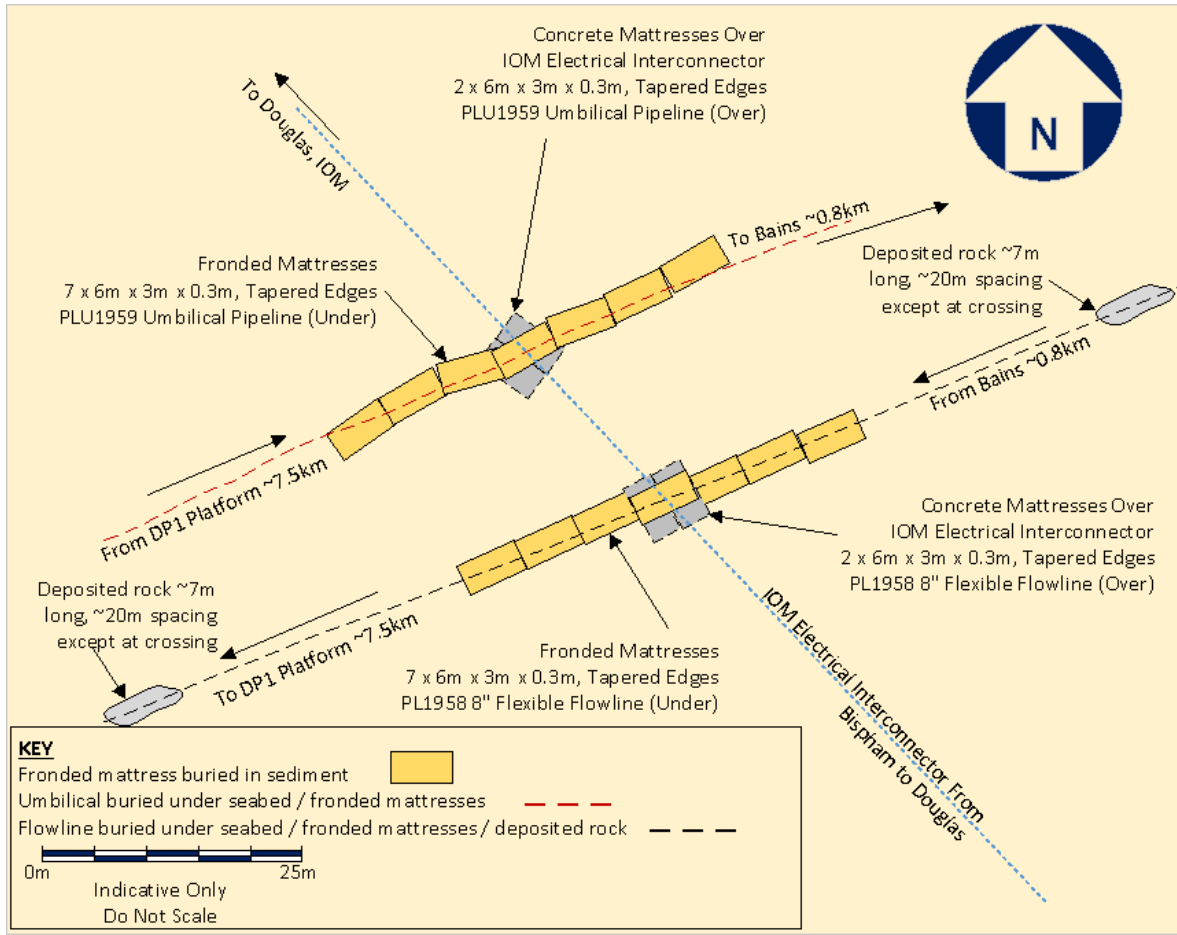 Concrete Mattresses Over
IOM Electrical Interconnector
2 x 6m x 3m x 0.3m, Tapered Edges
PLU1959 Umbilical Pipeline (Over)
N
To Douglas, IOM
To Bains ~0.8km
Fronded Mattresses
7 x 6m x 3m x 0.3m, Tapered Edges
PLU1959 Umbilical Pipeline (Under)
Deposited rock ~7m
long, ~20m spacing
except at crossing
From Bains ~0.8km
From DP1 Platform ~7.5km
Concrete Mattresses Over
IOM Electrical Interconnector
2 x 6m x 3m x 0.3m, Tapered Edges
PL1958 8" Flexible Flowline (Over)
Deposited rock ~7m
long, ~20m spacing
except at crossing
To DP1 Platform ~7.5km
Fronded Mattresses
7 x 6m x 3m x 0.3m, Tapered Edges
PL1958 8" Flexible Flowline (Under)
IOM Electrical Interconnector From
Bispham to Douglas
KEY
Fronded mattress buried in sediment
Umbilical buried under seabed / fronded mattresses
Flowline buried under seabed / fronded mattresses / deposited rock
0m 25m
Indicative Only
Do Not Scale